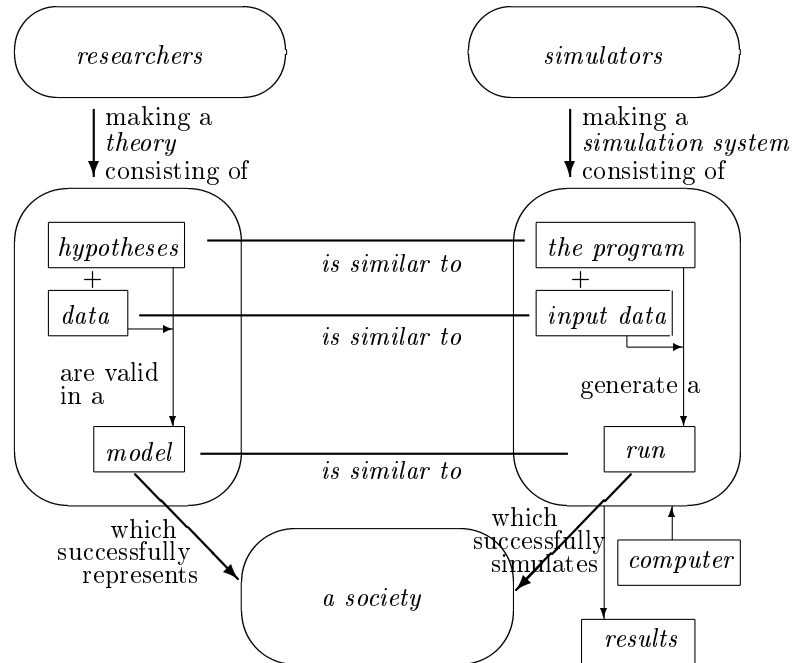 researchers
simulators
making a
theory
consisting of
making a
simulation system
consisting of
hypotheses
is similar to
the program
+
+
data
is similar to
input data
are valid
in a
generate a
model
is similar to
run
which
successfully
represents
which
successfully
simulates
a society
computer
results